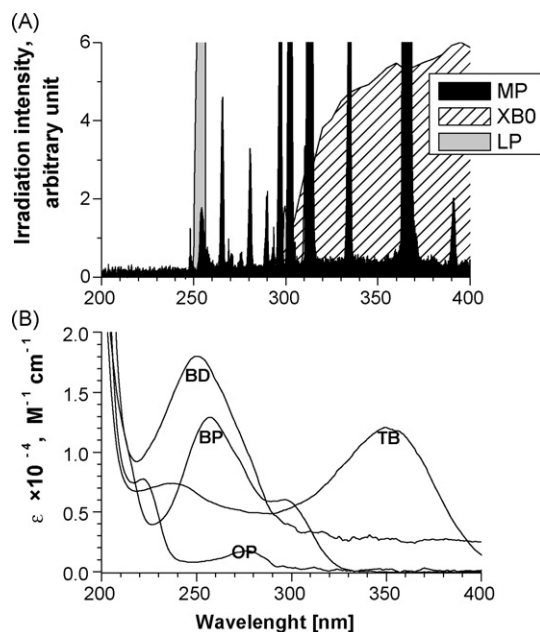 (A)
Irradiation intensity,
arbitrary unit
6
4
2
0
200 250 300 350 400
MP
XB0
LP
(B)
ε ×10⁻⁴, M⁻¹ cm⁻¹
2.0
1.5
1.0
0.5
0.0
BD
BP
TB
OP
200 250 300 350 400
Wavelenght [nm]